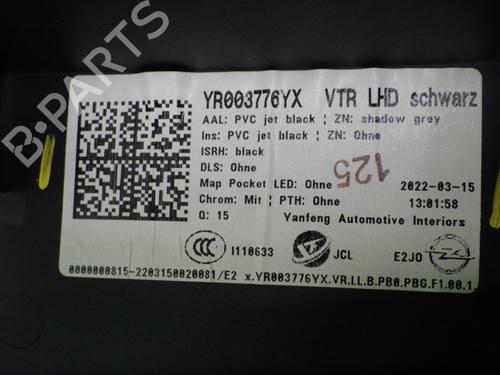 B-PARTS
YR003776YX VTR LHD schwarz
AAL: PVC jet black ¦ ZN: shadow grey
Ins: PVC jet black ¦ ZN: Ohne
ISRH: black
DLS: Ohne
125
Map Pocket LED: Ohne 2022-03-15
Chrom: Mit ¦ PTH: Ohne 13:01:58
Q: 15 Yanfeng Automotive Interiors
CCC I110633 JCL E2JO
0000000815-2203150020081/E2 x.YR003776YX.VR.LL.B.PB0.PBG.F1.00.1.